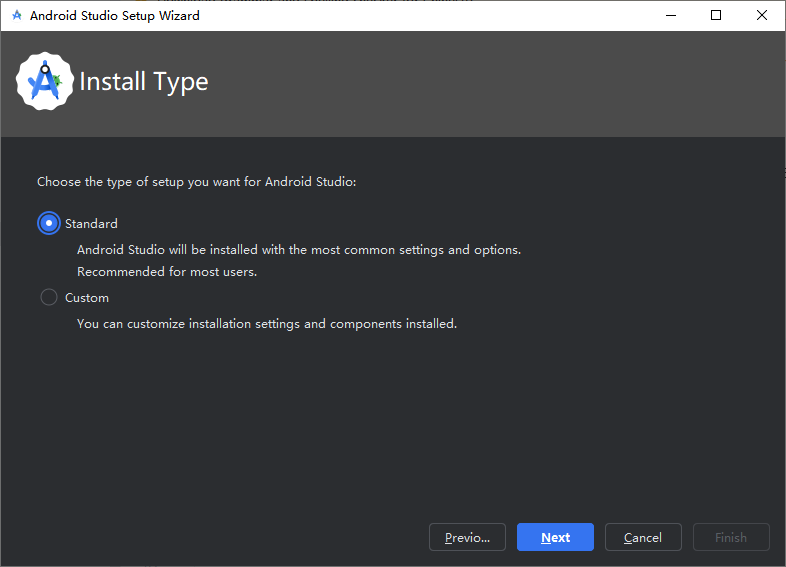 Android Studio Setup Wizard
Install Type
Choose the type of setup you want for Android Studio:
Standard
Android Studio will be installed with the most common settings and options.
Recommended for most users.
Custom
You can customize installation settings and components installed.
Previo...
Next
Cancel
Finish